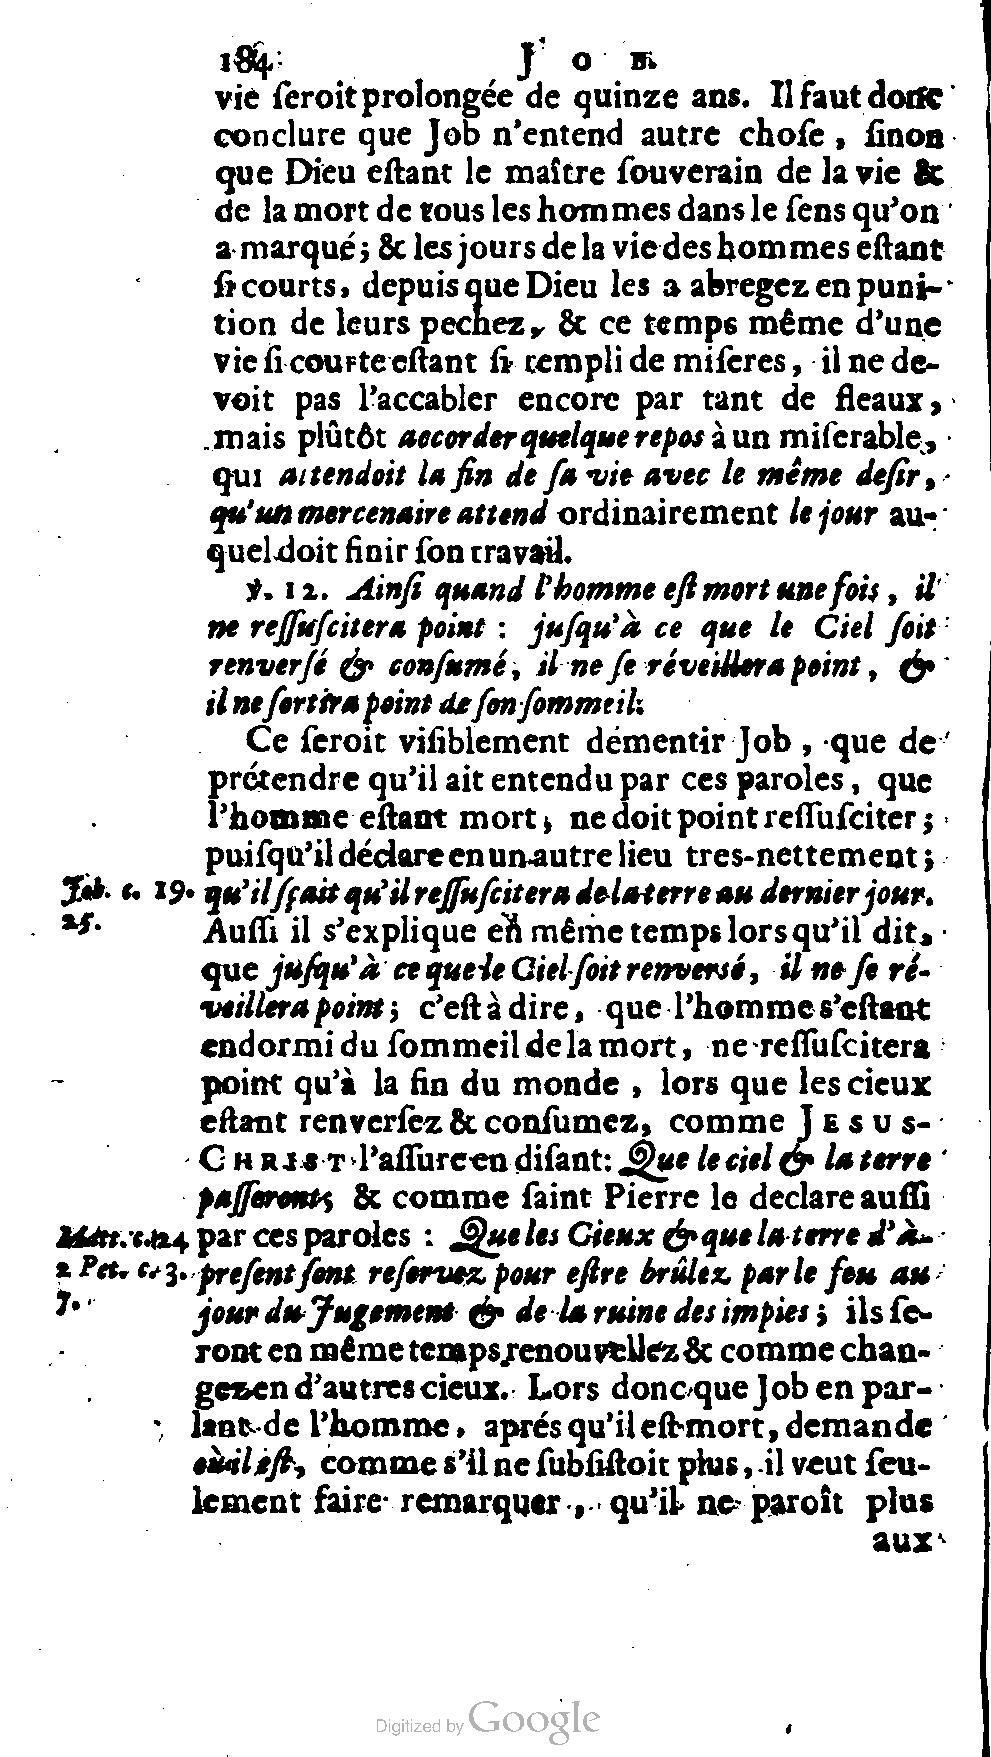 184 JOB.
vie ſeroit prolongée de quinze ans. Il faut donc
conclure que Job n'entend autre choſe, ſinon
que Dieu eſtant le maître ſouverain de la vie &
de la mort de tous les hommes dans le ſens qu'on
a marqué; & les jours de la vie des hommes eſtant
ſi courts, depuis que Dieu les a abregez en puni-
tion de leurs pechez, & ce temps même d'une
vie ſi courte eſtant ſi rempli de miſeres, il ne de-
voit pas l'accabler encore par tant de fleaux,
mais plûtôt accorder quelque repos à un miſerable,
qui attendoit la fin de ſa vie avec le même deſir,
qu'un mercenaire attend ordinairement le jour au-
quel doit finir ſon travail.
℣. 12. Ainſi quand l'homme eſt mort une fois, il
ne reſſuſcitera point : juſqu'à ce que le Ciel ſoit
renverſé & conſumé, il ne ſe réveillera point, &
il ne ſortira point de ſon ſommeil.
Ce ſeroit viſiblement démentir Job, que de
prétendre qu'il ait entendu par ces paroles, que
l'homme eſtant mort, ne doit point reſſuſciter;
puiſqu'il déclare en un autre lieu tres-nettement;
Job. c. 19. qu'il ſçait qu'il reſſuſcitera de la terre au dernier jour.
25. Auſſi il s'explique en même temps lorsqu'il dit,
que juſqu'à ce que le Ciel ſoit renversé, il ne ſe ré-
veillera point; c'eſt à dire, que l'homme s'eſtant
endormi du ſommeil de la mort, ne reſſuſcitera
point qu'à la fin du monde, lors que les cieux
eſtant renverſez & conſumez, comme JESUS-
CHRIST l'aſſure en diſant: Que le ciel & la terre
paſſeront; & comme ſaint Pierre le declare auſſi
Matt. c. 24 par ces paroles : Que les Cieux & que la terre d'à-
2 Pet. c. 3. preſent ſont reſervez pour eſtre brûlez par le feu au
7. jour du Jugement & de la ruine des impies; ils ſe-
ront en même temps renouvellez & comme chan-
gez en d'autres cieux. Lors donc que Job en par-
lant de l'homme, aprés qu'il eſt mort, demande
où il eſt, comme s'il ne ſubſiſtoit plus, il veut ſeu-
lement faire remarquer, qu'il ne paroît plus
aux
Digitized by Google